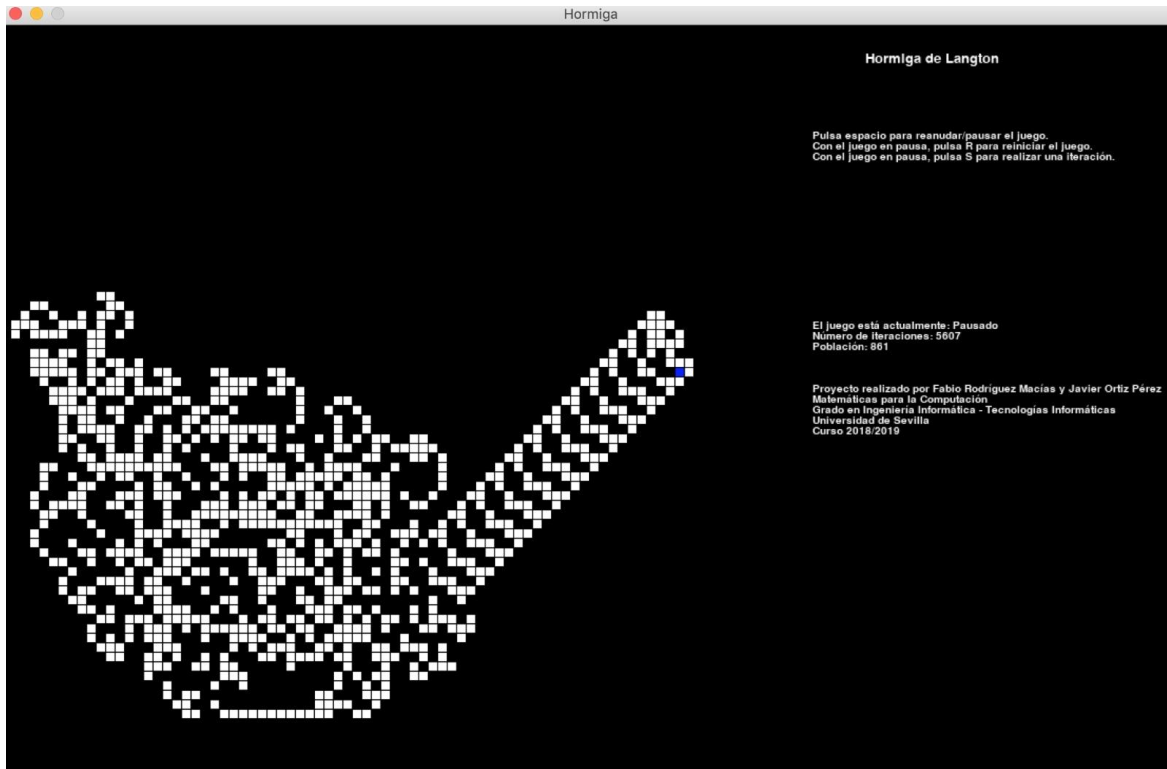 Hormiga
Hormiga de Langton
Pulsa espacio para reanudar/pausar el juego.
Con el juego en pausa, pulsa R para reiniciar el juego.
Con el juego en pausa, pulsa S para realizar una iteración.
El juego está actualmente: Pausado
Número de iteraciones: 5607
Población: 861
Proyecto realizado por Fabio Rodríguez Macías y Javier Ortiz Pérez
Matemáticas para la Computación
Grado en Ingeniería Informática - Tecnologías Informáticas
Universidad de Sevilla
Curso 2018/2019